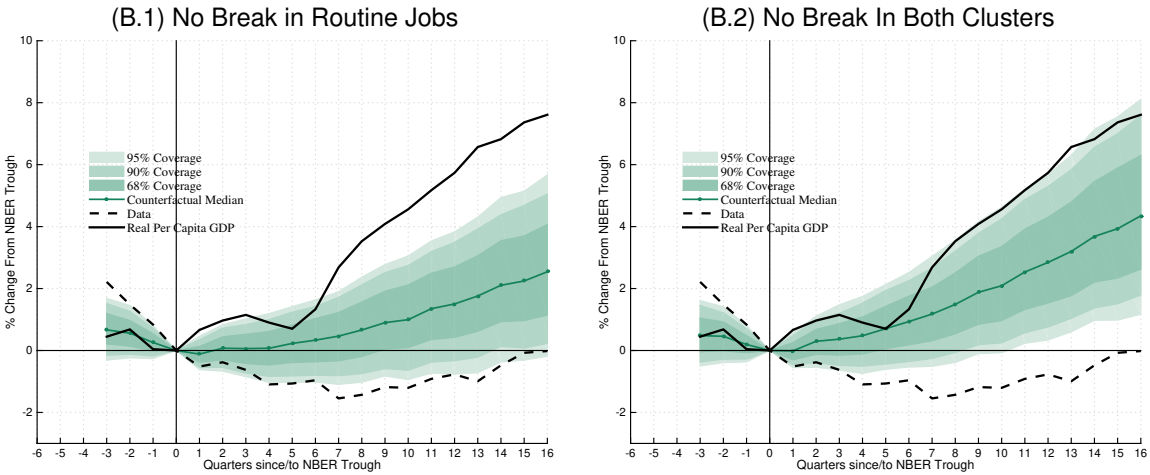 (B.1) No Break in Routine Jobs
% Change From NBER Trough
10
8
6
4
2
0
-2
95% Coverage
90% Coverage
68% Coverage
Counterfactual Median
Data
Real Per Capita GDP
-6 -5 -4 -3 -2 -1 0 1 2 3 4 5 6 7 8 9 10 11 12 13 14 15 16
Quarters since/to NBER Trough
(B.2) No Break In Both Clusters
% Change From NBER Trough
10
8
6
4
2
0
-2
95% Coverage
90% Coverage
68% Coverage
Counterfactual Median
Data
Real Per Capita GDP
-6 -5 -4 -3 -2 -1 0 1 2 3 4 5 6 7 8 9 10 11 12 13 14 15 16
Quarters since/to NBER Trough